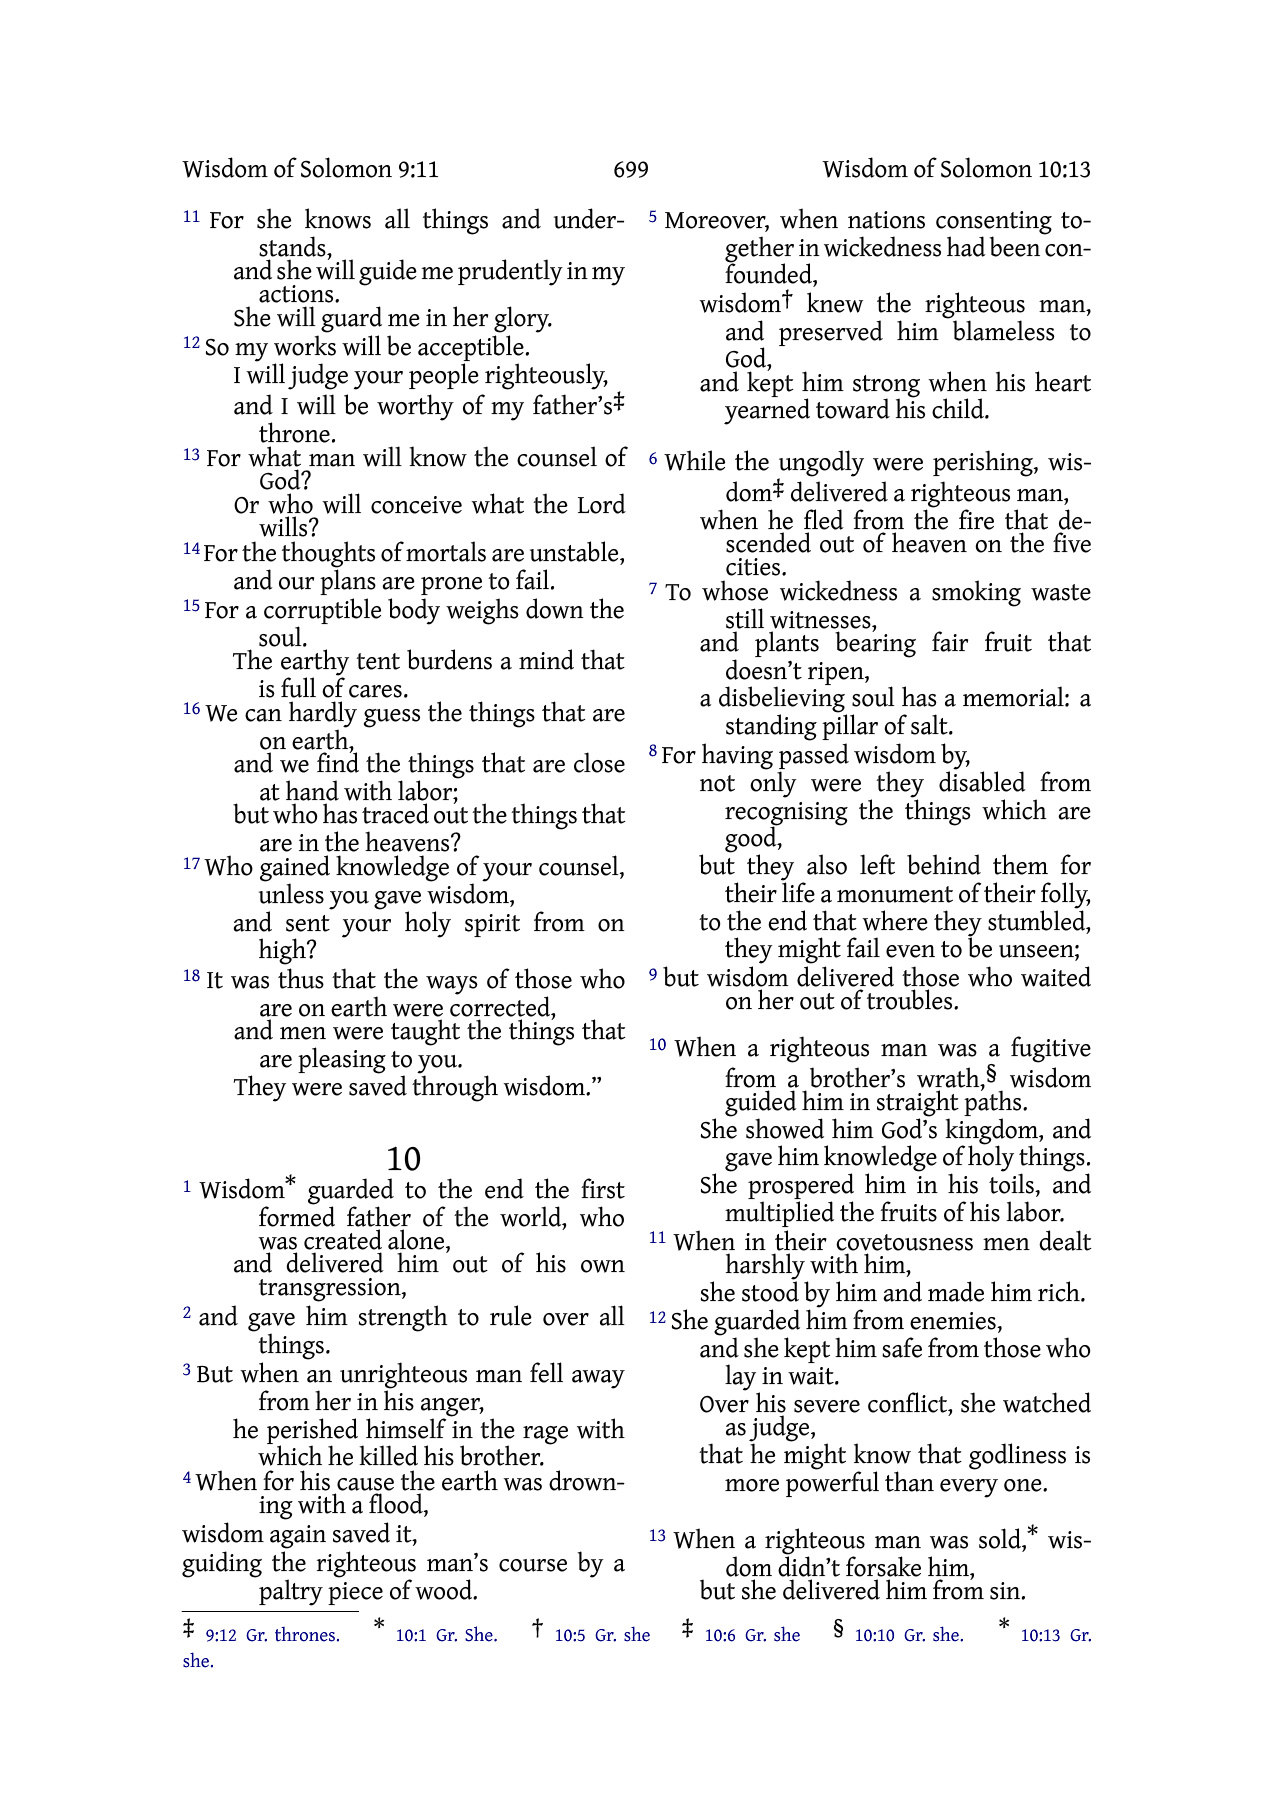 Wisdom of Solomon 9:11 699 Wisdom of Solomon 10:13
11 For she knows all things and under-
stands,
and she will guide me prudently in my
actions.
She will guard me in her glory.
12 So my works will be acceptible.
I will judge your people righteously,
and I will be worthy of my father’s‡
throne.
13 For what man will know the counsel of
God?
Or who will conceive what the Lord
wills?
14 For the thoughts of mortals are unstable,
and our plans are prone to fail.
15 For a corruptible body weighs down the
soul.
The earthy tent burdens a mind that
is full of cares.
16 We can hardly guess the things that are
on earth,
and we find the things that are close
at hand with labor;
but who has traced out the things that
are in the heavens?
17 Who gained knowledge of your counsel,
unless you gave wisdom,
and sent your holy spirit from on
high?
18 It was thus that the ways of those who
are on earth were corrected,
and men were taught the things that
are pleasing to you.
They were saved through wisdom.”
10
1 Wisdom* guarded to the end the first
formed father of the world, who
was created alone,
and delivered him out of his own
transgression,
2 and gave him strength to rule over all
things.
3 But when an unrighteous man fell away
from her in his anger,
he perished himself in the rage with
which he killed his brother.
4 When for his cause the earth was drown-
ing with a flood,
wisdom again saved it,
guiding the righteous man’s course by a
paltry piece of wood.
5 Moreover, when nations consenting to-
gether in wickedness had been con-
founded,
wisdom† knew the righteous man,
and preserved him blameless to
God,
and kept him strong when his heart
yearned toward his child.
6 While the ungodly were perishing, wis-
dom‡ delivered a righteous man,
when he fled from the fire that de-
scended out of heaven on the five
cities.
7 To whose wickedness a smoking waste
still witnesses,
and plants bearing fair fruit that
doesn’t ripen,
a disbelieving soul has a memorial: a
standing pillar of salt.
8 For having passed wisdom by,
not only were they disabled from
recognising the things which are
good,
but they also left behind them for
their life a monument of their folly,
to the end that where they stumbled,
they might fail even to be unseen;
9 but wisdom delivered those who waited
on her out of troubles.
10 When a righteous man was a fugitive
from a brother’s wrath,§ wisdom
guided him in straight paths.
She showed him God’s kingdom, and
gave him knowledge of holy things.
She prospered him in his toils, and
multiplied the fruits of his labor.
11 When in their covetousness men dealt
harshly with him,
she stood by him and made him rich.
12 She guarded him from enemies,
and she kept him safe from those who
lay in wait.
Over his severe conflict, she watched
as judge,
that he might know that godliness is
more powerful than every one.
13 When a righteous man was sold,* wis-
dom didn’t forsake him,
but she delivered him from sin.
‡ 9:12 Gr. thrones. * 10:1 Gr. She. † 10:5 Gr. she ‡ 10:6 Gr. she § 10:10 Gr. she. * 10:13 Gr.
she.